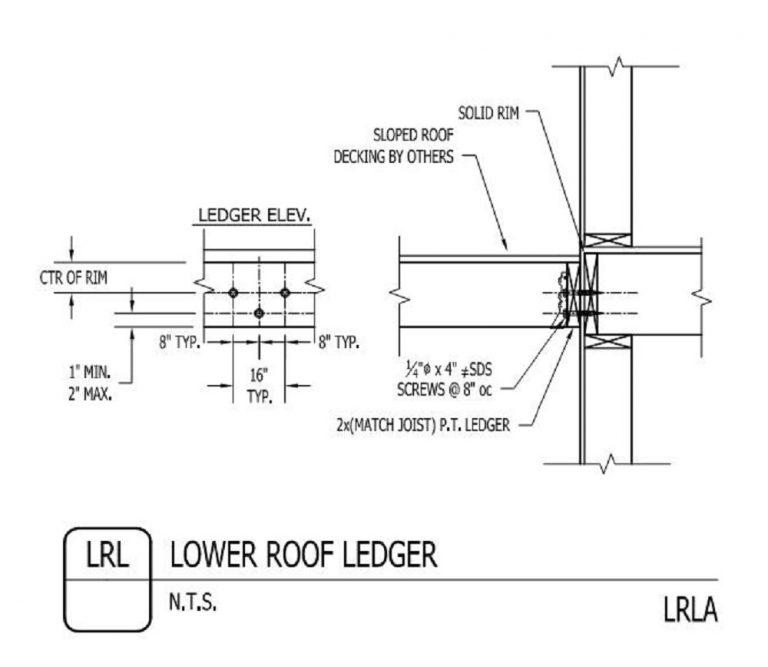 SOLID RIM
SLOPED ROOF
DECKING BY OTHERS
LEDGER ELEV.
CTR OF RIM
8" TYP.
8" TYP.
16"
TYP.
1" MIN.
2" MAX.
¼"ø x 4" ≠SDS
SCREWS @ 8" oc
2x(MATCH JOIST) P.T. LEDGER
LRL
LOWER ROOF LEDGER
N.T.S.
LRLA